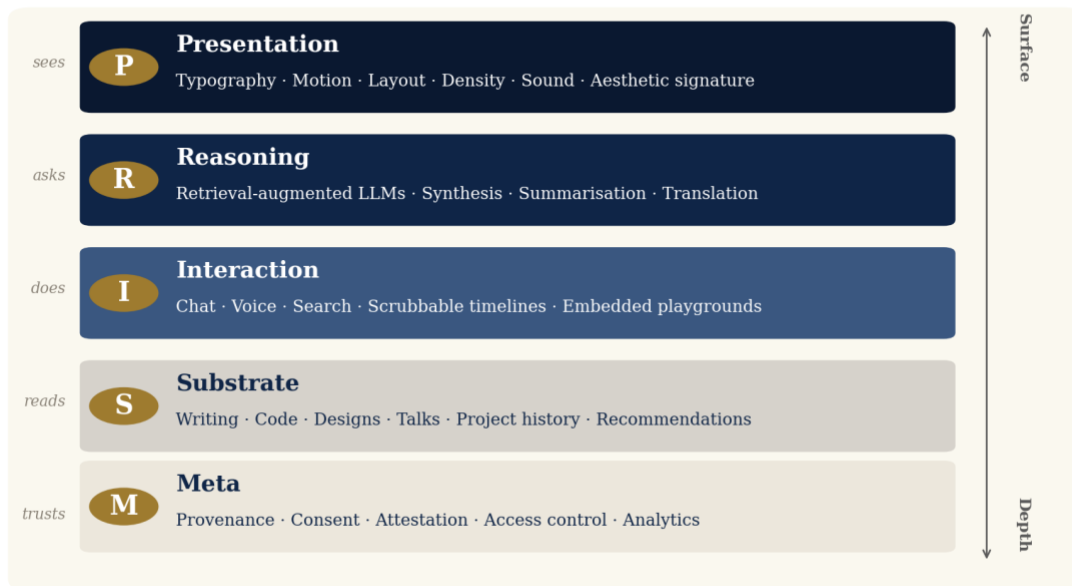 Surface
sees
P
Presentation
Typography · Motion · Layout · Density · Sound · Aesthetic signature
asks
R
Reasoning
Retrieval-augmented LLMs · Synthesis · Summarisation · Translation
does
I
Interaction
Chat · Voice · Search · Scrubbable timelines · Embedded playgrounds
reads
S
Substrate
Writing · Code · Designs · Talks · Project history · Recommendations
trusts
M
Meta
Provenance · Consent · Attestation · Access control · Analytics
Depth